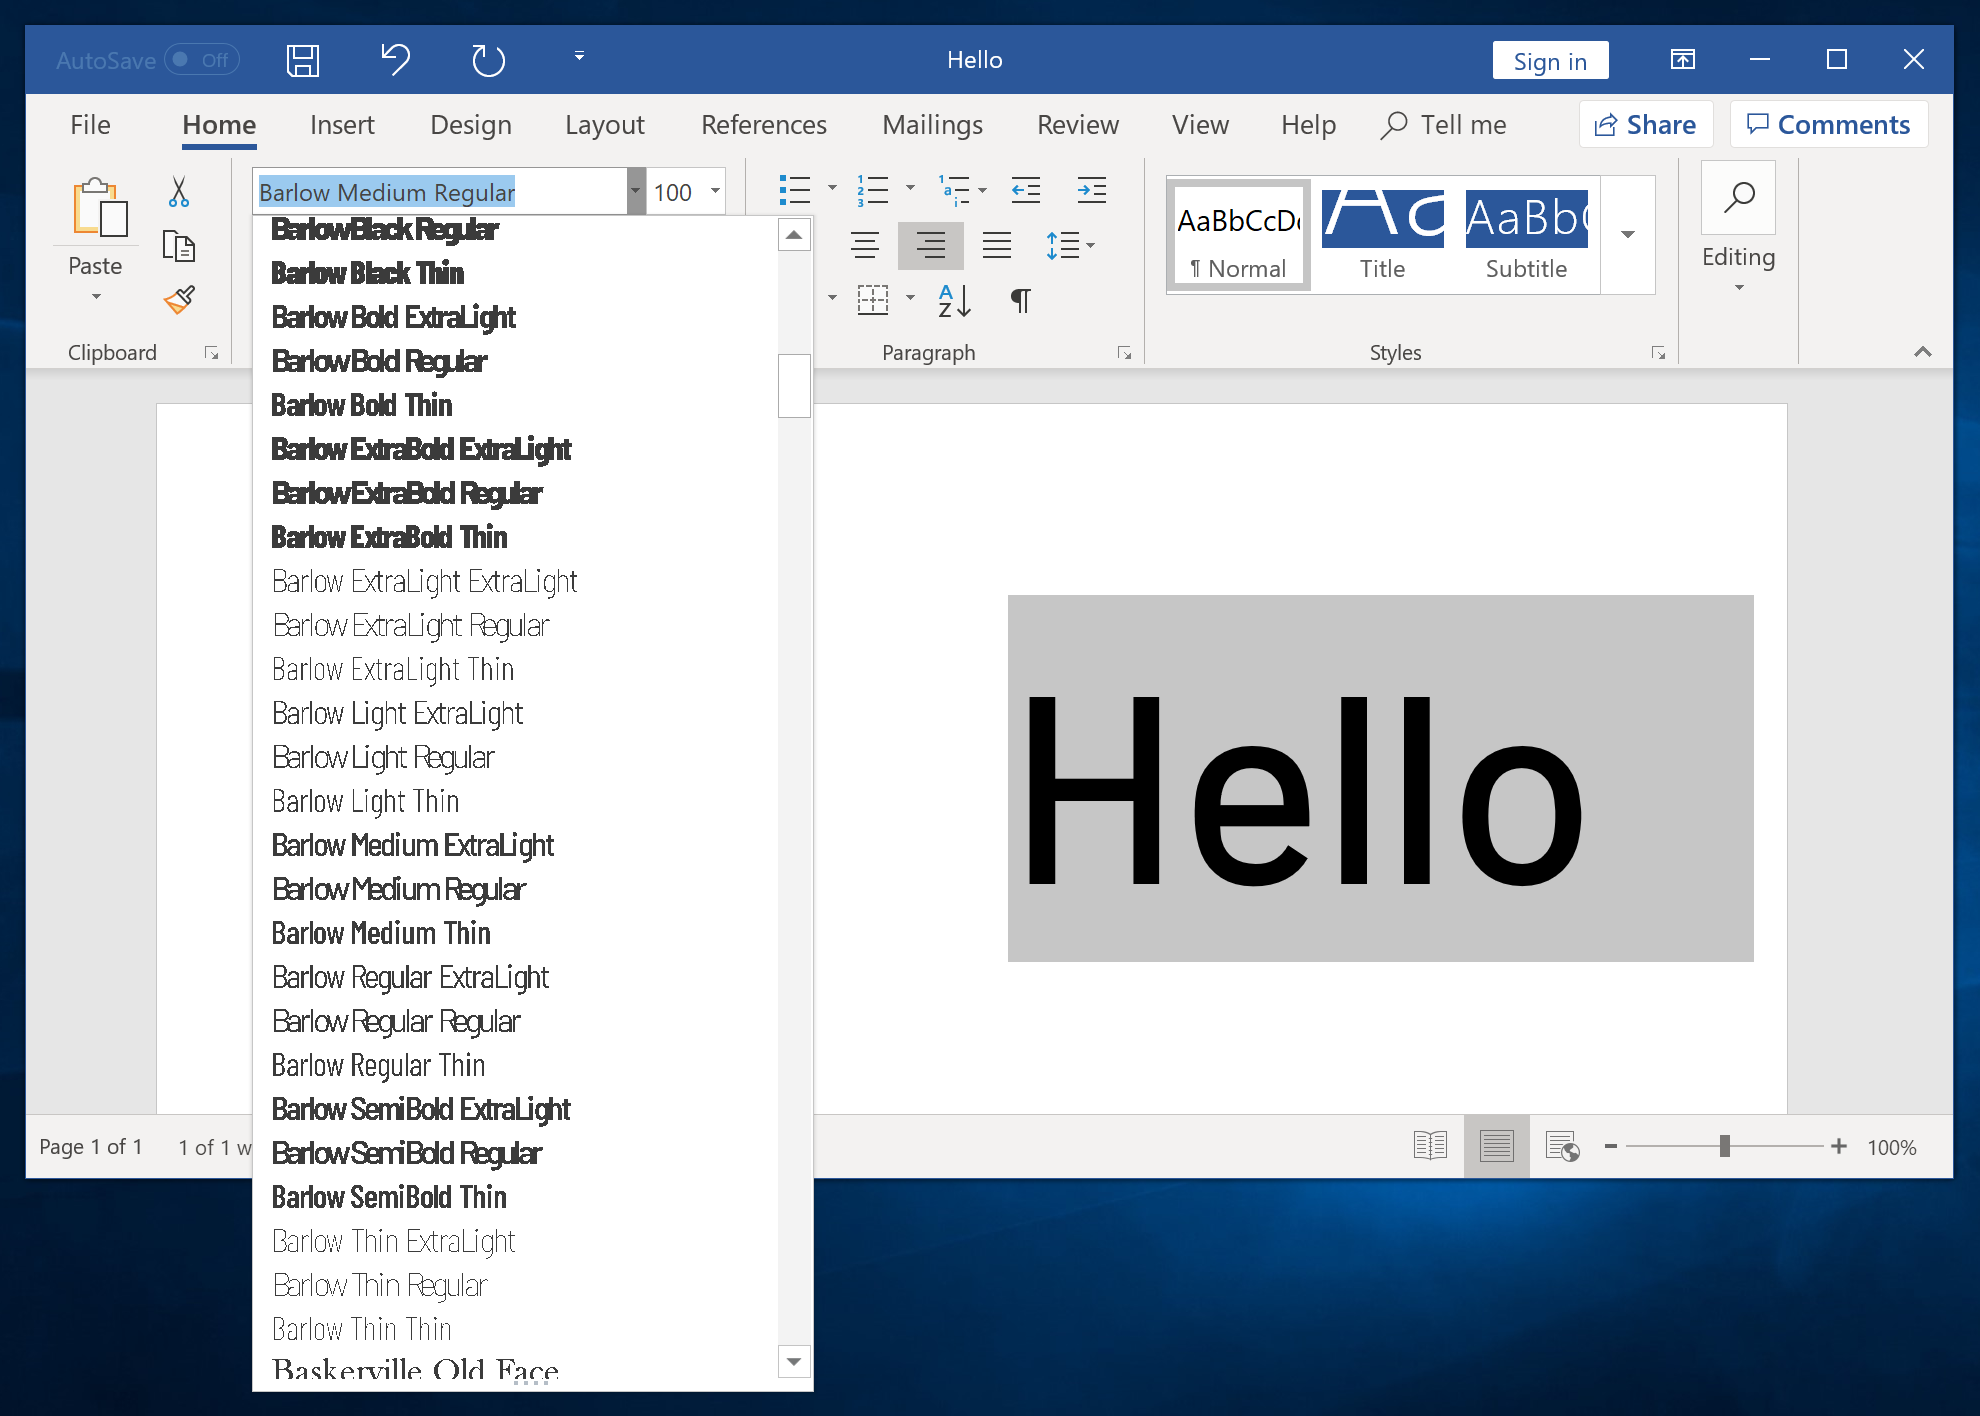 AutoSave Off
Hello
Sign in
File Home Insert Design Layout References Mailings Review View Help Tell me Share Comments
Barlow Medium Regular 100
Paste
Clipboard
Paragraph
AaBbCcD
¶ Normal
Title
AaBb
Subtitle
Styles
Editing
Barlow Black Regular
Barlow Black Thin
Barlow Bold ExtraLight
Barlow Bold Regular
Barlow Bold Thin
Barlow ExtraBold ExtraLight
Barlow ExtraBold Regular
Barlow ExtraBold Thin
Barlow ExtraLight ExtraLight
Barlow ExtraLight Regular
Barlow ExtraLight Thin
Barlow Light ExtraLight
Barlow Light Regular
Barlow Light Thin
Barlow Medium ExtraLight
Barlow Medium Regular
Barlow Medium Thin
Barlow Regular ExtraLight
Barlow Regular Regular
Barlow Regular Thin
Barlow SemiBold ExtraLight
Barlow SemiBold Regular
Barlow SemiBold Thin
Barlow Thin ExtraLight
Barlow Thin Regular
Barlow Thin Thin
Baskerville Old Face
Hello
Page 1 of 1 1 of 1 w
100%